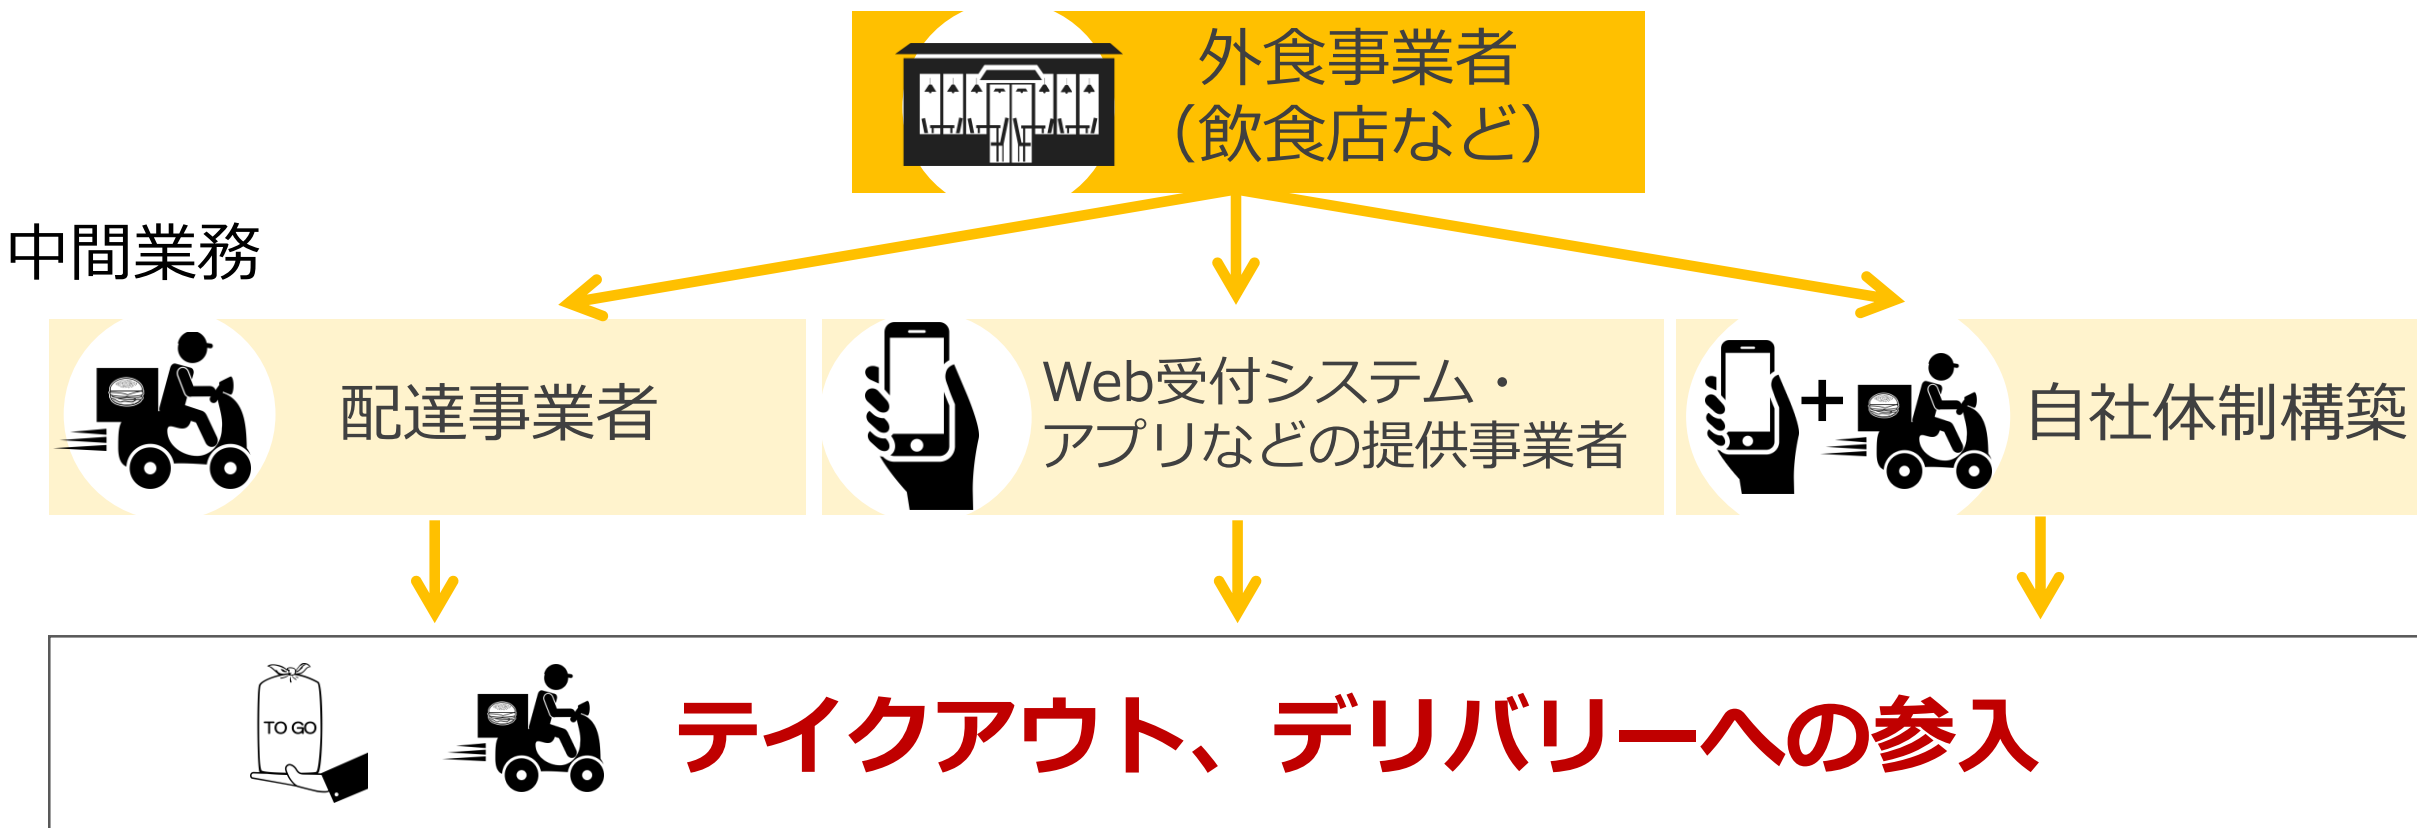 外食事業者
（飲食店など）
中間業務
配達事業者
Web受付システム・
アプリなどの提供事業者
+
自社体制構築
TO GO
テイクアウト、デリバリーへの参入